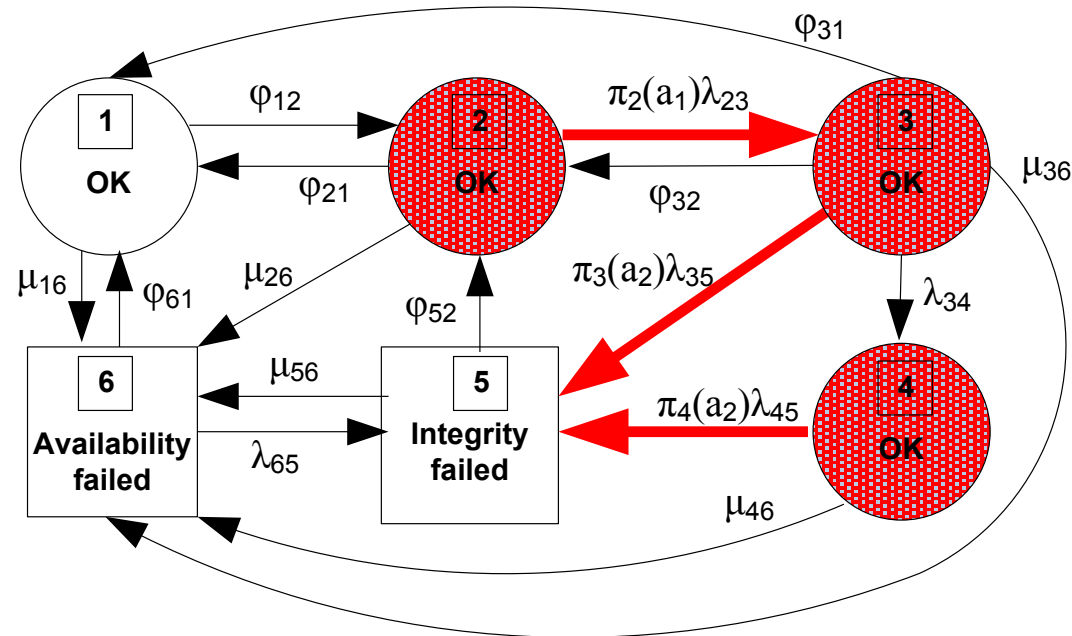 φ31
1
OK
φ12
φ21
2
OK
π2(a1)λ23
φ32
3
OK
μ36
μ16
φ61
μ26
φ52
π3(a2)λ35
λ34
6
Availability
failed
μ56
λ65
5
Integrity
failed
π4(a2)λ45
4
OK
μ46